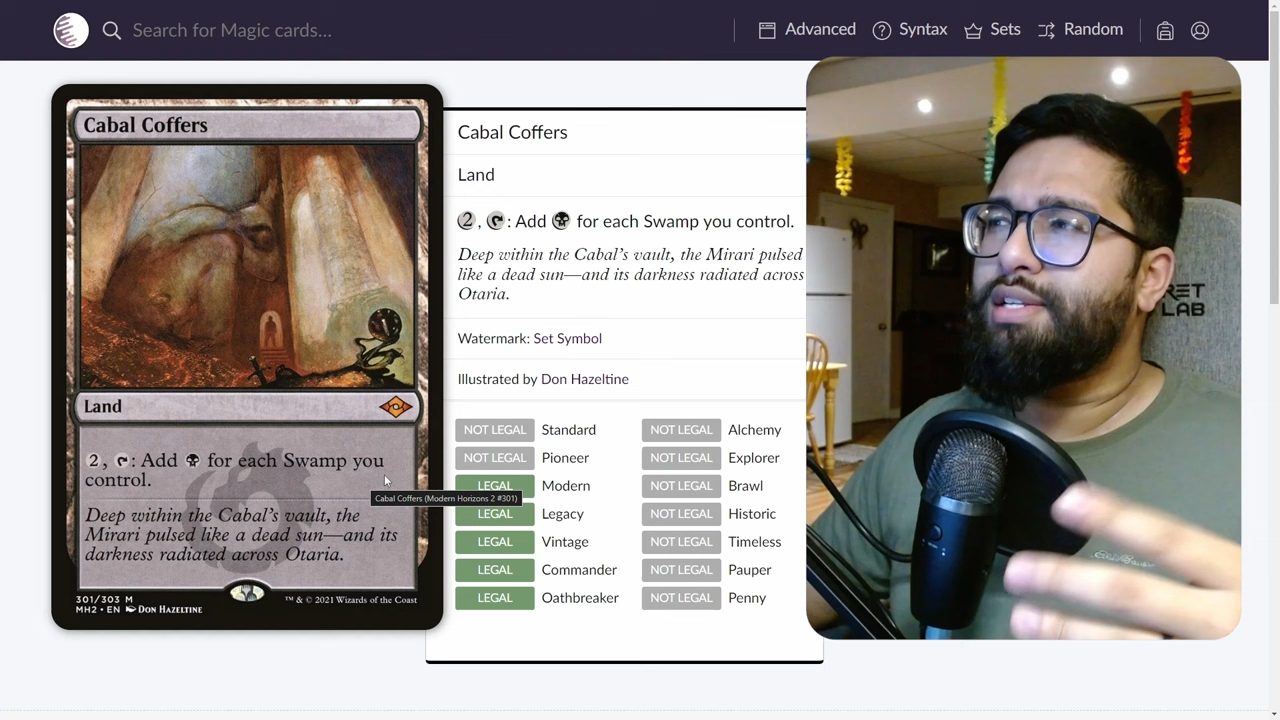 Search for Magic cards...
Advanced
Syntax
Sets
Random
Cabal Coffers
Land
2, : Add for each Swamp you
control.
Deep within the Cabal's vault, the
Mirari pulsed like a dead sun—and its
darkness radiated across Otaria.
301/303 M
MH2 • EN Don Hazeltine
™ & © 2021 Wizards of the Coast
Cabal Coffers (Modern Horizons 2 #301)
Cabal Coffers
Land
2, : Add for each Swamp you control.
Deep within the Cabal's vault, the Mirari pulsed
like a dead sun—and its darkness radiated across
Otaria.
Watermark: Set Symbol
Illustrated by Don Hazeltine
NOT LEGAL Standard NOT LEGAL Alchemy
NOT LEGAL Pioneer NOT LEGAL Explorer
LEGAL Modern NOT LEGAL Brawl
LEGAL Legacy NOT LEGAL Historic
LEGAL Vintage NOT LEGAL Timeless
LEGAL Commander NOT LEGAL Pauper
LEGAL Oathbreaker NOT LEGAL Penny
RET
LAB